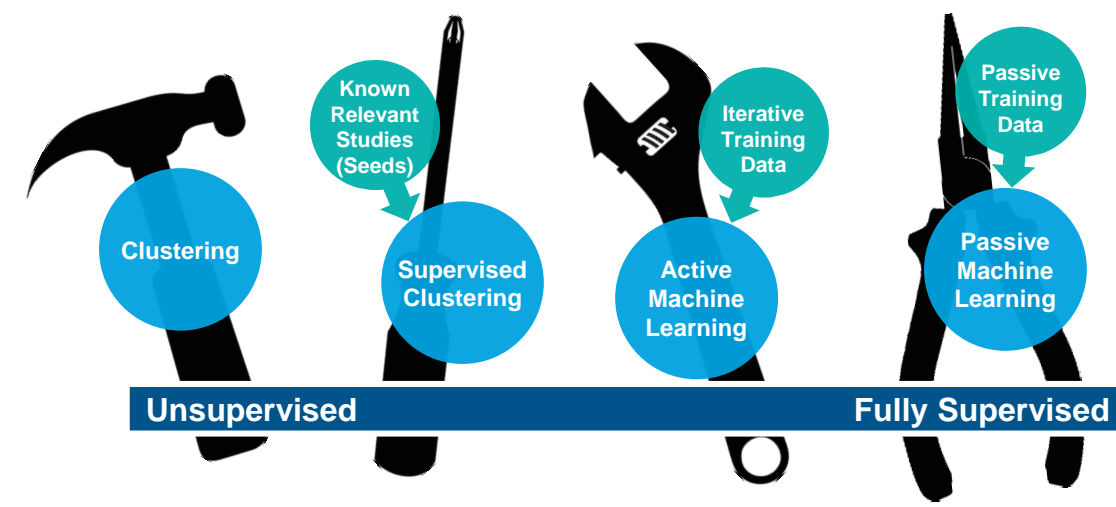 Clustering
Known
Relevant
Studies
(Seeds)
Supervised
Clustering
Iterative
Training
Data
Active
Machine
Learning
Passive
Training
Data
Passive
Machine
Learning
Unsupervised
Fully Supervised